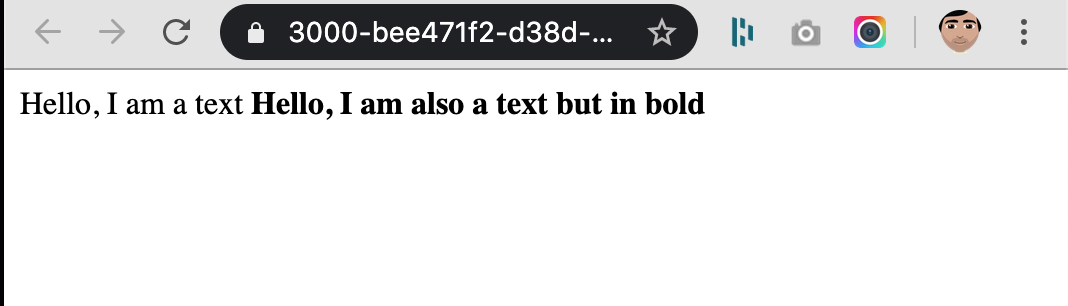 3000-bee471f2-d38d-...
Hello, I am a text Hello, I am also a text but in bold